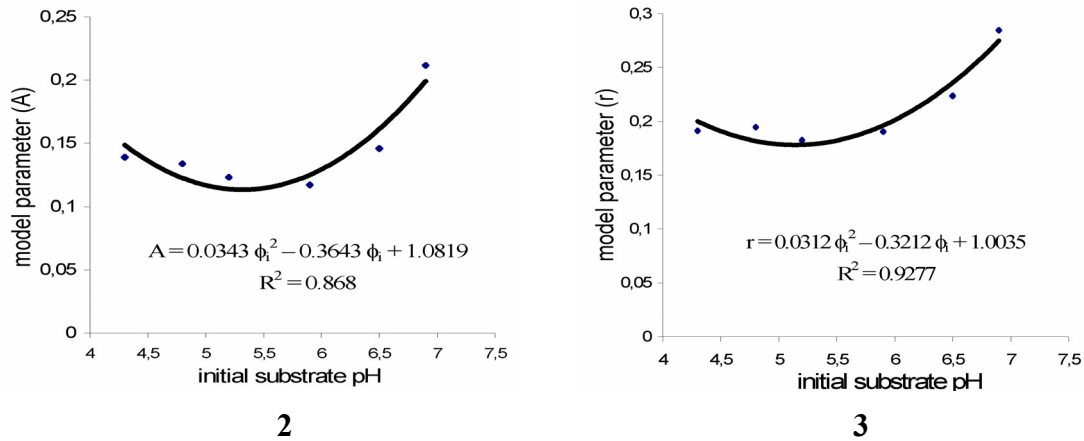 0,25
0,2
0,15
0,1
0,05
0
model parameter (A)
A=0.0343 ϕᵢ²−0.3643 ϕᵢ+1.0819
R²=0.868
4 4,5 5 5,5 6 6,5 7 7,5
initial substrate pH
2
0,3
0,25
0,2
0,15
0,1
0,05
0
model parameter (r)
r=0.0312 ϕᵢ²−0.3212 ϕᵢ+1.0035
R²=0.9277
4 4,5 5 5,5 6 6,5 7 7,5
initial substrate pH
3